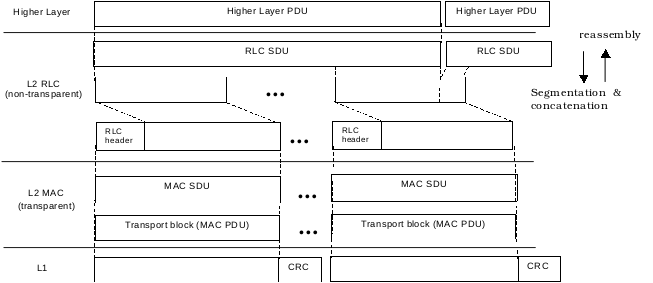 Higher Layer
Higher Layer PDU
Higher Layer PDU
reassembly
RLC SDU
RLC SDU
L2 RLC
(non-transparent)
Segmentation &
concatenation
RLC
header
RLC
header
L2 MAC
(transparent)
MAC SDU
MAC SDU
Transport block (MAC PDU)
Transport block (MAC PDU)
L1
CRC
CRC